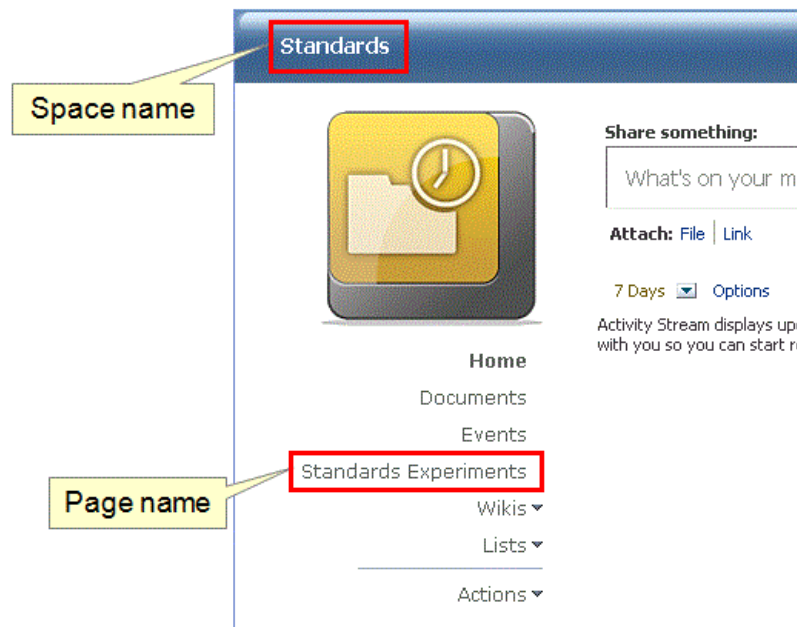 Standards
Space name
Share something:
What's on your m
Attach: File | Link
7 Days Options
Activity Stream displays up
with you so you can start r
Home
Documents
Events
Standards Experiments
Page name
Wikis
Lists
Actions